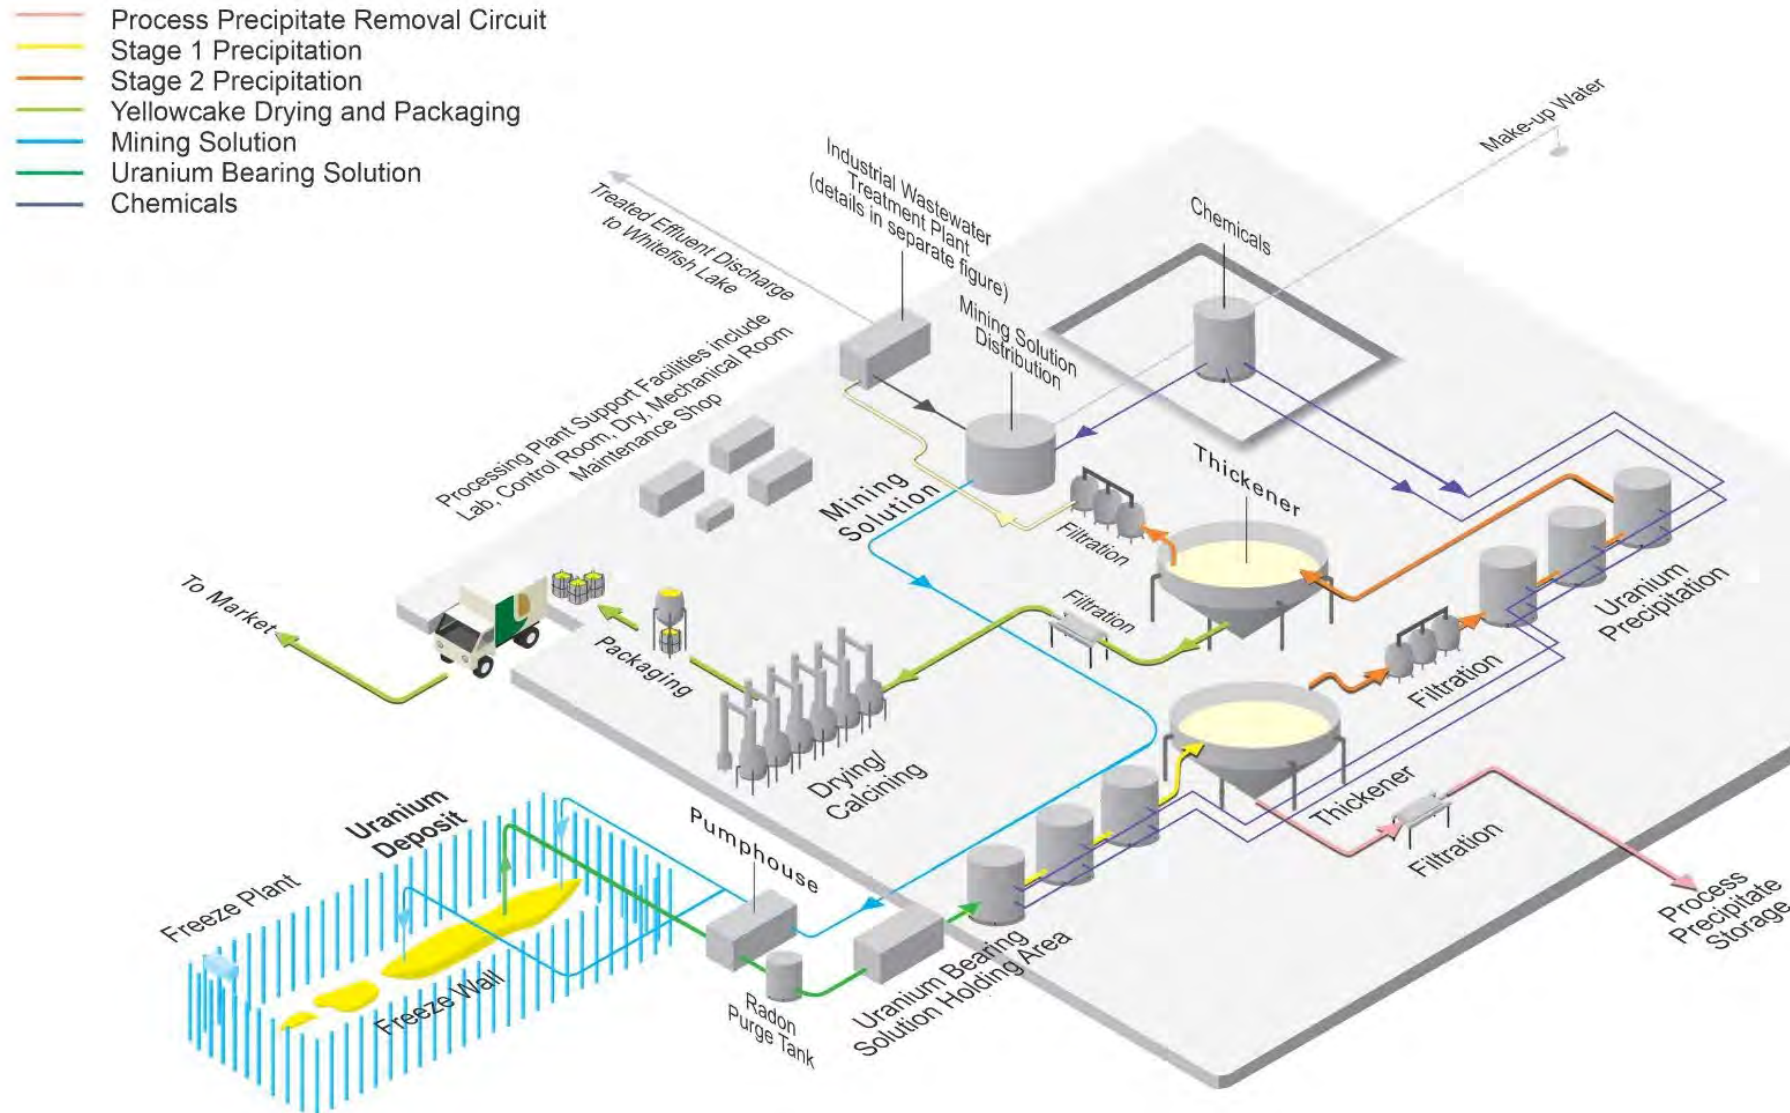 Process Precipitate Removal Circuit
Stage 1 Precipitation
Stage 2 Precipitation
Yellowcake Drying and Packaging
Mining Solution
Uranium Bearing Solution
Chemicals
Make-up Water
Industrial Wastewater
Treatment Plant
(details in separate figure)
Treated Effluent Discharge
to Whitefish Lake
Chemicals
Mining Solution
Distribution
Processing Plant Support Facilities include
Lab, Control Room, Dry, Mechanical Room
Maintenance Shop
Mining
Solution
Thickener
Filtration
Uranium
Precipitation
Filtration
To Market
Packaging
Filtration
Drying/
Calcining
Thickener
Filtration
Uranium
Deposit
Pumphouse
Freeze Plant
Freeze Wall
Radon
Purge Tank
Uranium Bearing
Solution Holding Area
Process
Precipitate
Storage